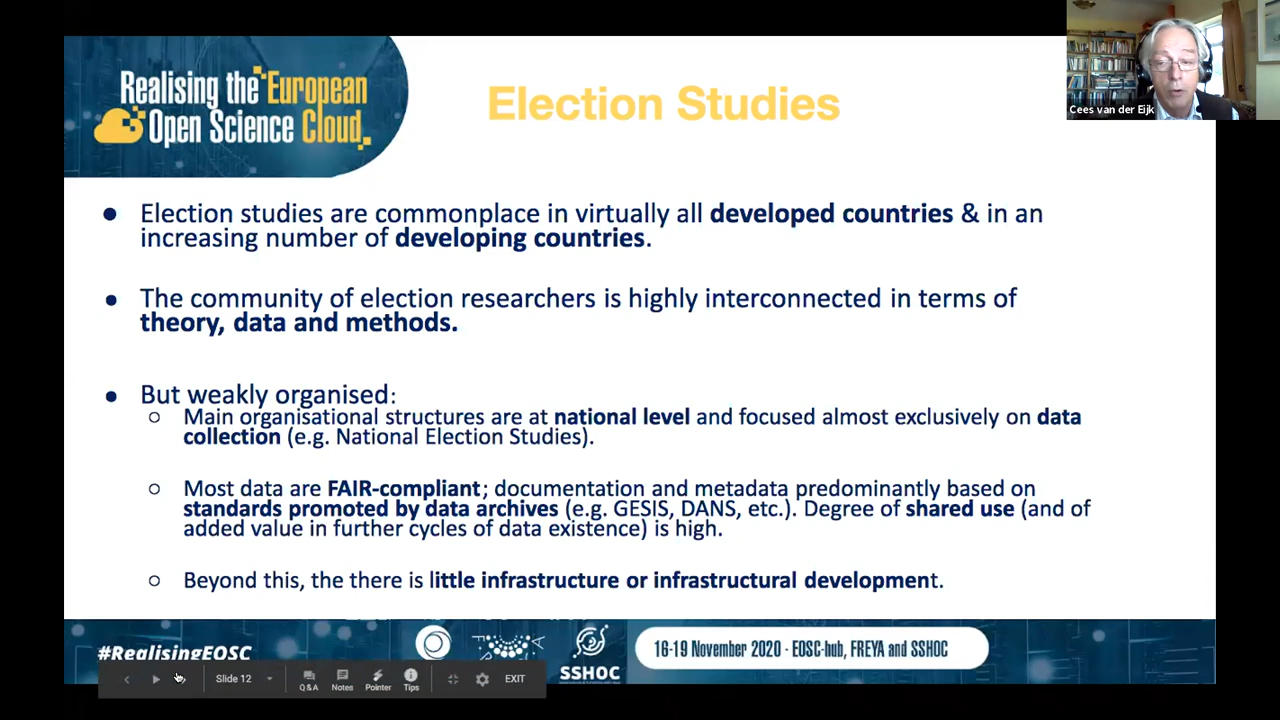 Realising the European
Open Science Cloud
Election Studies
Cees van der Eijk
● Election studies are commonplace in virtually all developed countries & in an
increasing number of developing countries.
● The community of election researchers is highly interconnected in terms of
theory, data and methods.
● But weakly organised:
○ Main organisational structures are at national level and focused almost exclusively on data
collection (e.g. National Election Studies).
○ Most data are FAIR-compliant; documentation and metadata predominantly based on
standards promoted by data archives (e.g. GESIS, DANS, etc.). Degree of shared use (and of
added value in further cycles of data existence) is high.
○ Beyond this, the there is little infrastructure or infrastructural development.
#RealisingEOSC
SSHOC
16-19 November 2020 - EOSC-hub, FREYA and SSHOC
Slide 12
Q&A
Notes
Pointer
Tips
EXIT